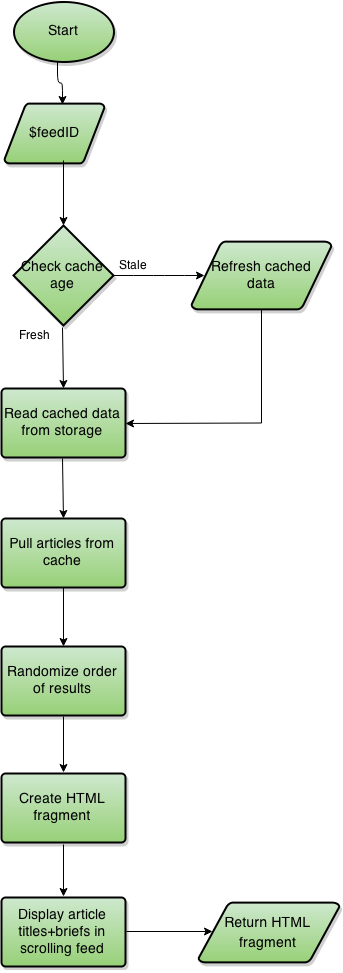 Start
$feedID
Check cache
age
Stale
Refresh cached
data
Fresh
Read cached data
from storage
Pull articles from
cache
Randomize order
of results
Create HTML
fragment
Display article
titles+briefs in
scrolling feed
Return HTML
fragment